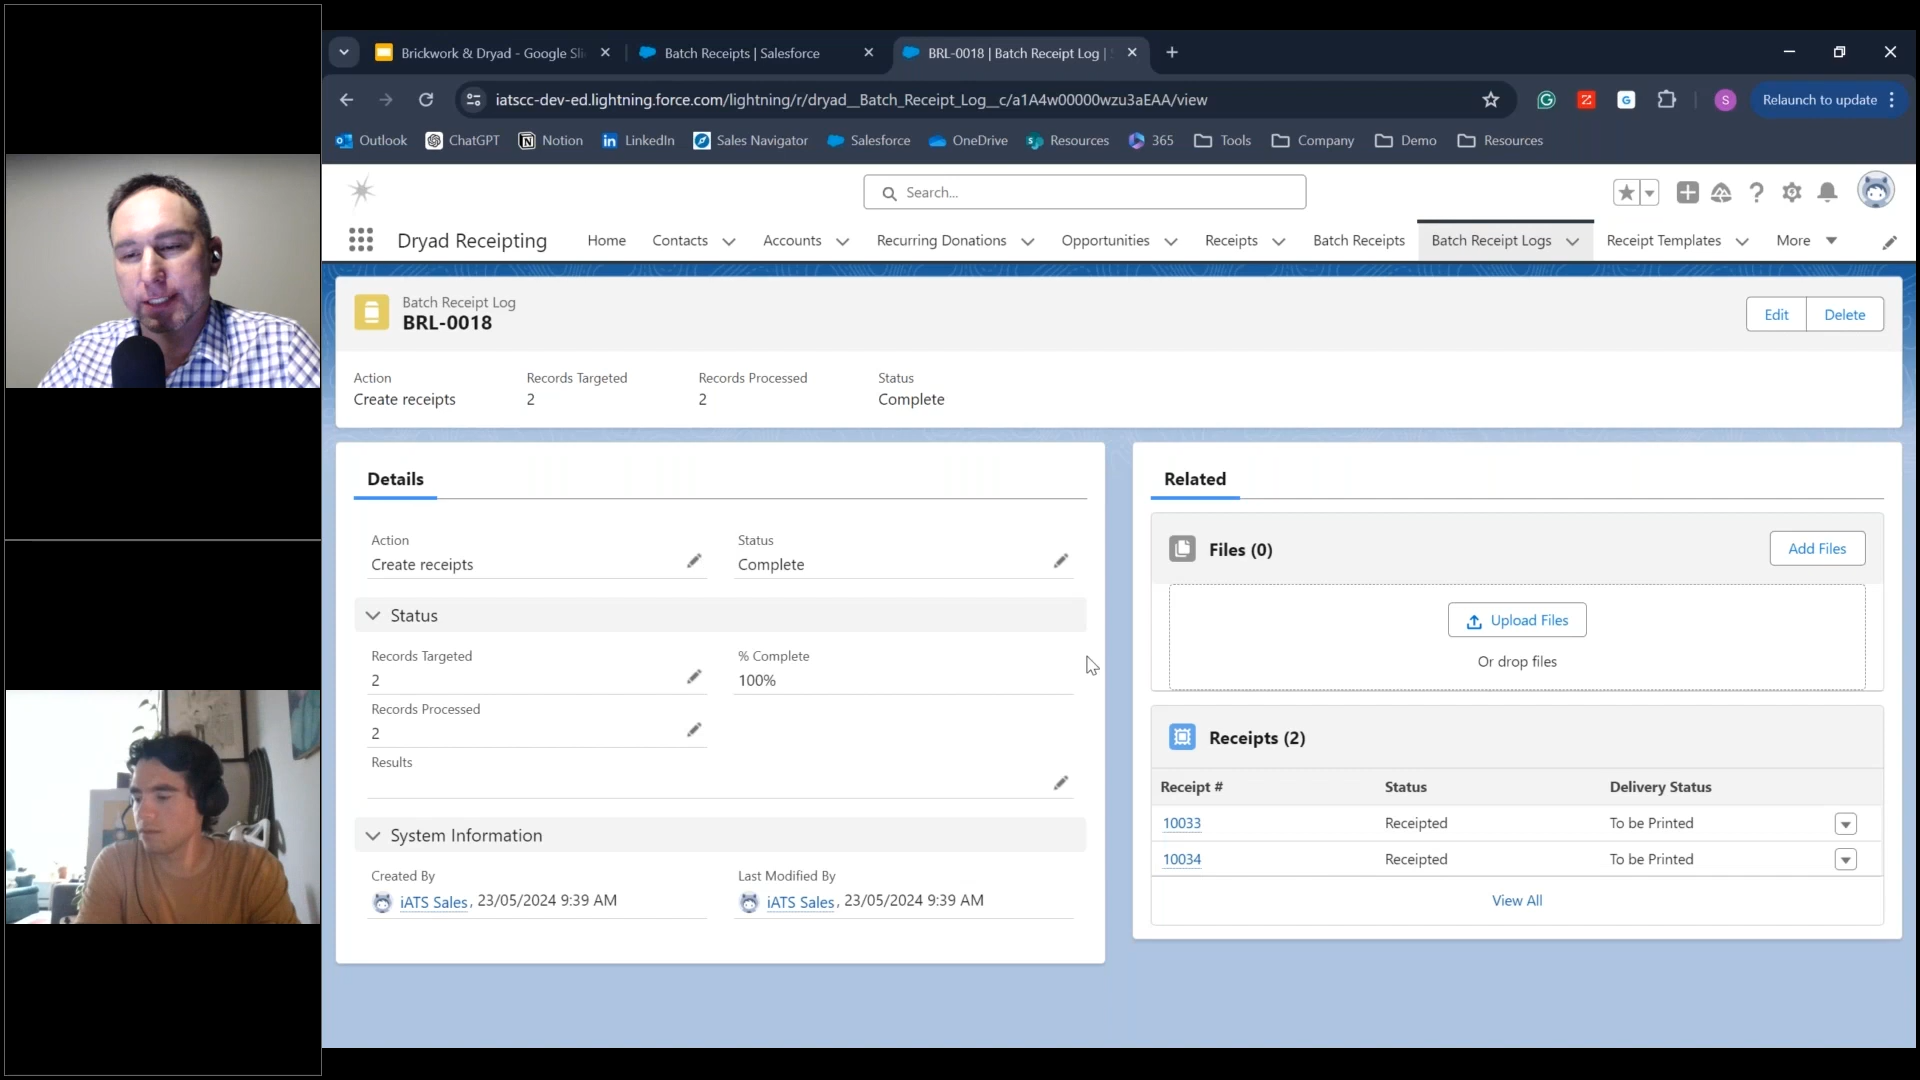 Brickwork & Dryad - Google Sli
Batch Receipts | Salesforce
BRL-0018 | Batch Receipt Log |
iatscc-dev-ed.lightning.force.com/lightning/r/dryad__Batch_Receipt_Log__c/a1A4w00000wzu3aEAA/view
S
Relaunch to update
Outlook
ChatGPT
Notion
LinkedIn
Sales Navigator
Salesforce
OneDrive
Resources
365
Tools
Company
Demo
Resources
Search...
Dryad Receipting
Home
Contacts
Accounts
Recurring Donations
Opportunities
Receipts
Batch Receipts
Batch Receipt Logs
Receipt Templates
More
Batch Receipt Log
BRL-0018
Edit
Delete
Action
Records Targeted
Records Processed
Status
Create receipts
2
2
Complete
Details
Action
Create receipts
Status
Complete
Status
Records Targeted
2
% Complete
100%
Records Processed
2
Results
System Information
Created By
iATS Sales, 23/05/2024 9:39 AM
Last Modified By
iATS Sales, 23/05/2024 9:39 AM
Related
Files (0)
Add Files
Upload Files
Or drop files
Receipts (2)
Receipt #
Status
Delivery Status
10033
Receipted
To be Printed
10034
Receipted
To be Printed
View All